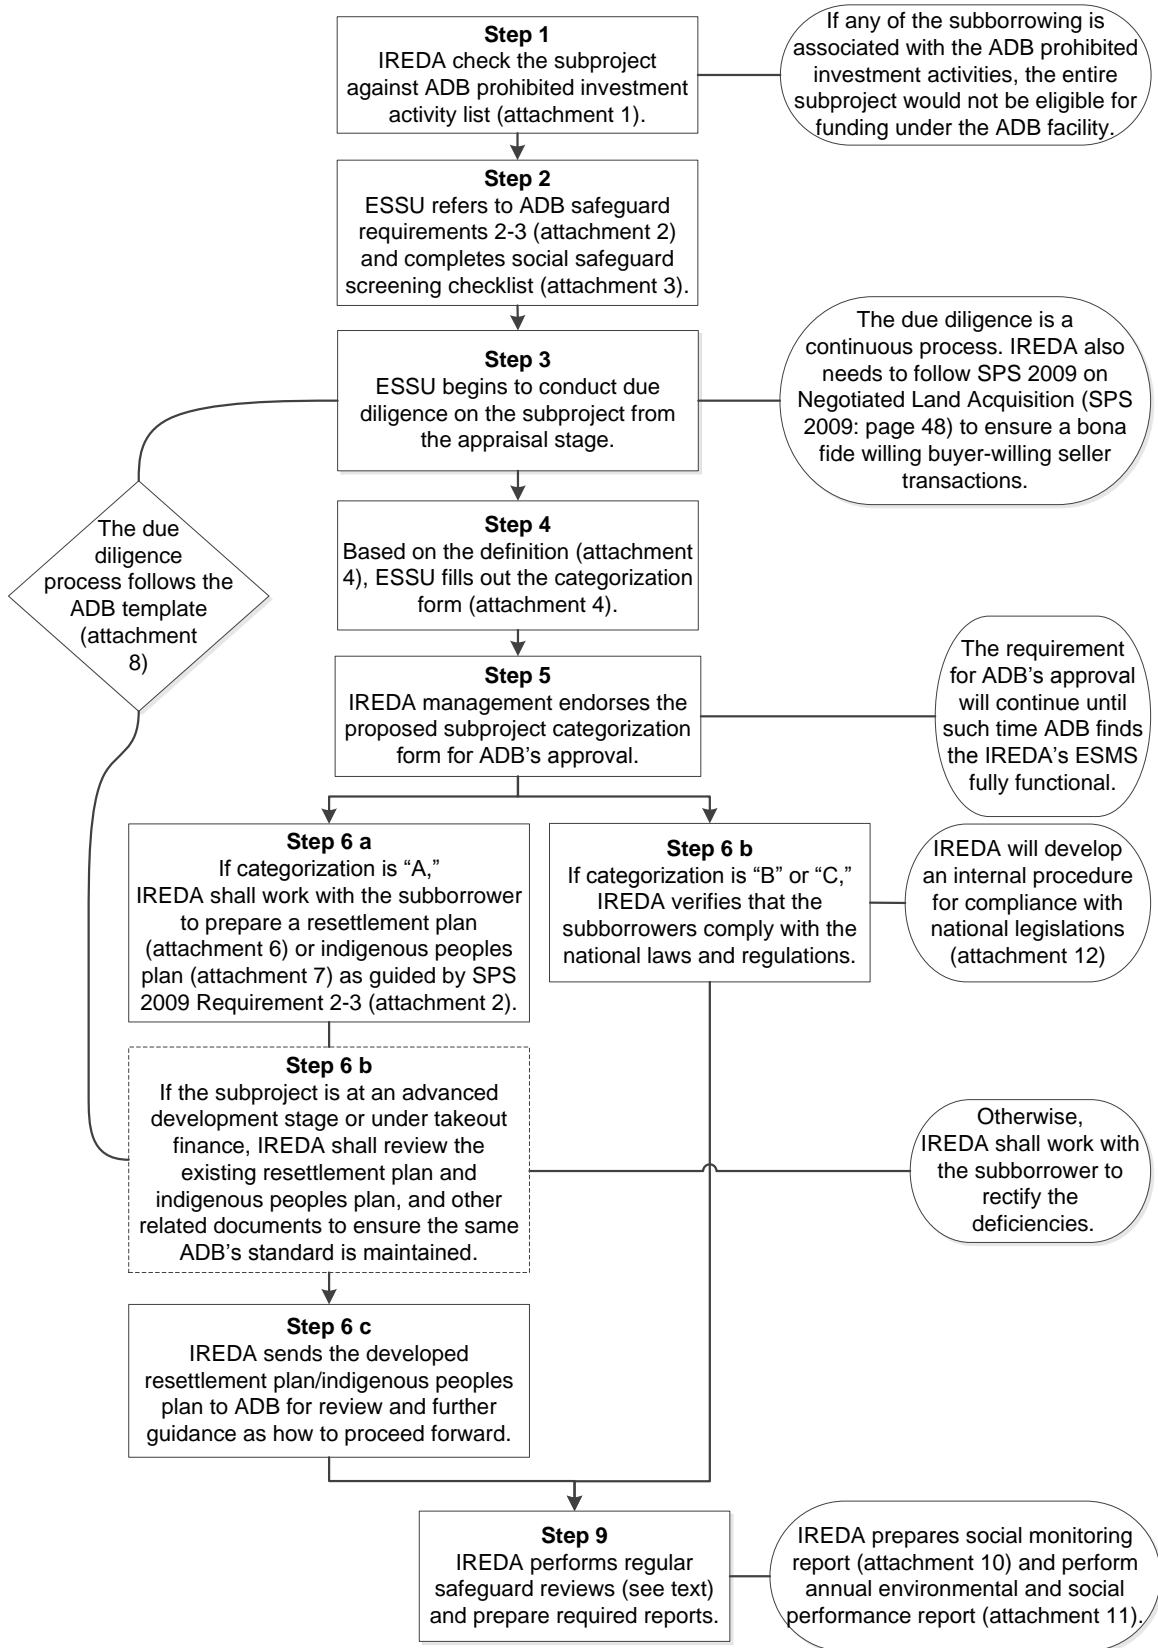 Step 1
IREDA check the subproject
against ADB prohibited investment
activity list (attachment 1).
If any of the subborrowing is
associated with the ADB prohibited
investment activities, the entire
subproject would not be eligible for
funding under the ADB facility.
Step 2
ESSU refers to ADB safeguard
requirements 2-3 (attachment 2)
and completes social safeguard
screening checklist (attachment 3).
Step 3
ESSU begins to conduct due
diligence on the subproject from
the appraisal stage.
The due diligence is a
continuous process. IREDA also
needs to follow SPS 2009 on
Negotiated Land Acquisition (SPS
2009: page 48) to ensure a bona
fide willing buyer-willing seller
transactions.
The due
diligence
process follows the
ADB template
(attachment
8)
Step 4
Based on the definition (attachment
4), ESSU fills out the categorization
form (attachment 4).
Step 5
IREDA management endorses the
proposed subproject categorization
form for ADB’s approval.
The requirement
for ADB’s approval
will continue until
such time ADB finds
the IREDA’s ESMS
fully functional.
Step 6 a
If categorization is “A,”
IREDA shall work with the subborrower
to prepare a resettlement plan
(attachment 6) or indigenous peoples
plan (attachment 7) as guided by SPS
2009 Requirement 2-3 (attachment 2).
Step 6 b
If categorization is “B” or “C,”
IREDA verifies that the
subborrowers comply with the
national laws and regulations.
IREDA will develop
an internal procedure
for compliance with
national legislations
(attachment 12)
Step 6 b
If the subproject is at an advanced
development stage or under takeout
finance, IREDA shall review the
existing resettlement plan and
indigenous peoples plan, and other
related documents to ensure the same
ADB’s standard is maintained.
Otherwise,
IREDA shall work with
the subborrower to
rectify the
deficiencies.
Step 6 c
IREDA sends the developed
resettlement plan/indigenous peoples
plan to ADB for review and further
guidance as how to proceed forward.
Step 9
IREDA performs regular
safeguard reviews (see text)
and prepare required reports.
IREDA prepares social monitoring
report (attachment 10) and perform
annual environmental and social
performance report (attachment 11).